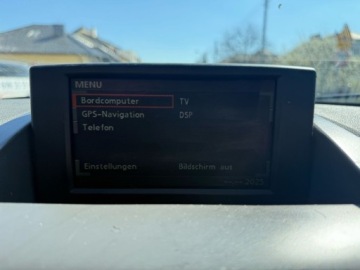 MENU
Bordcomputer TV
GPS-Navigation DSP
Telefon
Einstellungen Bildschirm aus